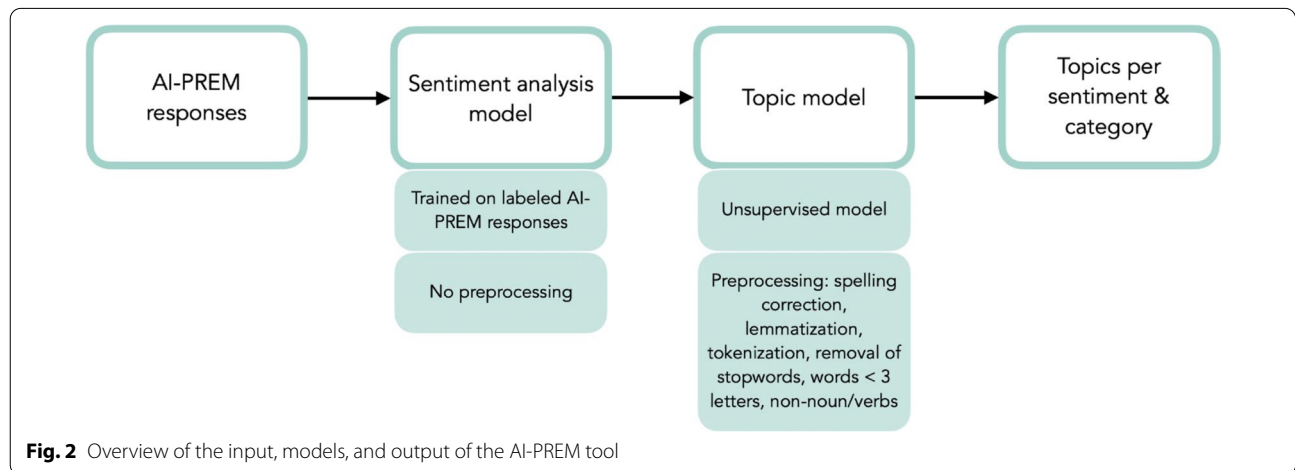 AI-PREM
responses
Sentiment analysis
model
Topic model
Topics per
sentiment &
category
Trained on labeled AI-
PREM responses
No preprocessing
Unsupervised model
Preprocessing: spelling
correction,
lemmatization,
tokenization, removal of
stopwords, words < 3
letters, non-noun/verbs
Fig. 2 Overview of the input, models, and output of the AI-PREM tool